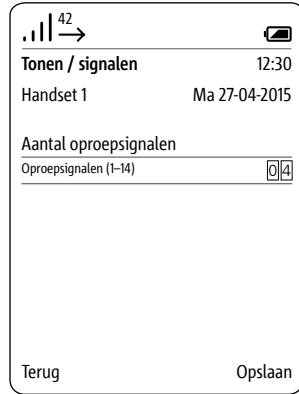 42
Tonen / signalen 12:30
Handset 1 Ma 27-04-2015
Aantal oproepsignalen
Oproepsignalen (1–14) 04
Terug Opslaan